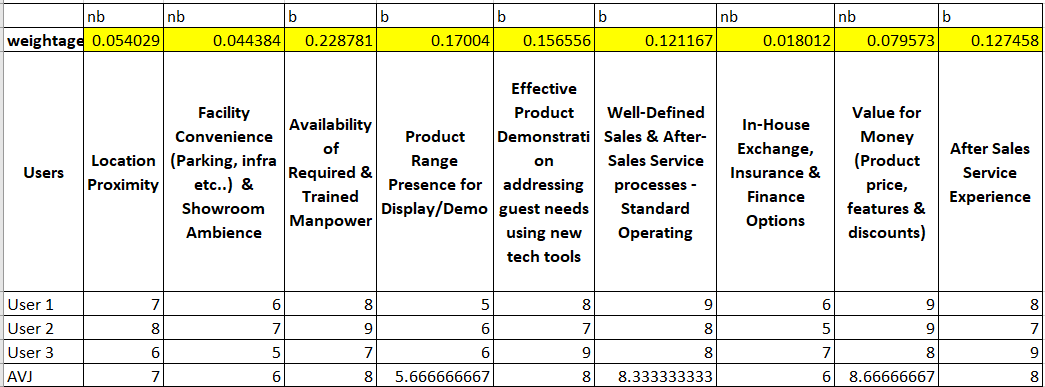 nb nb b b b b nb nb b
weightage 0.054029 0.044384 0.228781 0.17004 0.156556 0.121167 0.018012 0.079573 0.127458
Users
Location
Proximity
Facility
Convenience
(Parking, infra
etc..) &
Showroom
Ambience
Availability
of
Required &
Trained
Manpower
Product
Range
Presence for
Display/Demo
Effective
Product
Demonstrati
on
addressing
guest needs
using new
tech tools
Well-Defined
Sales & After-
Sales Service
processes -
Standard
Operating
In-House
Exchange,
Insurance &
Finance
Options
Value for
Money
(Product
price,
features &
discounts)
After Sales
Service
Experience
User 1 7 6 8 5 8 9 6 9 8
User 2 8 7 9 6 7 8 5 9 7
User 3 6 5 7 6 9 8 7 8 9
AVJ 7 6 8 5.666666667 8 8.333333333 6 8.66666667 8